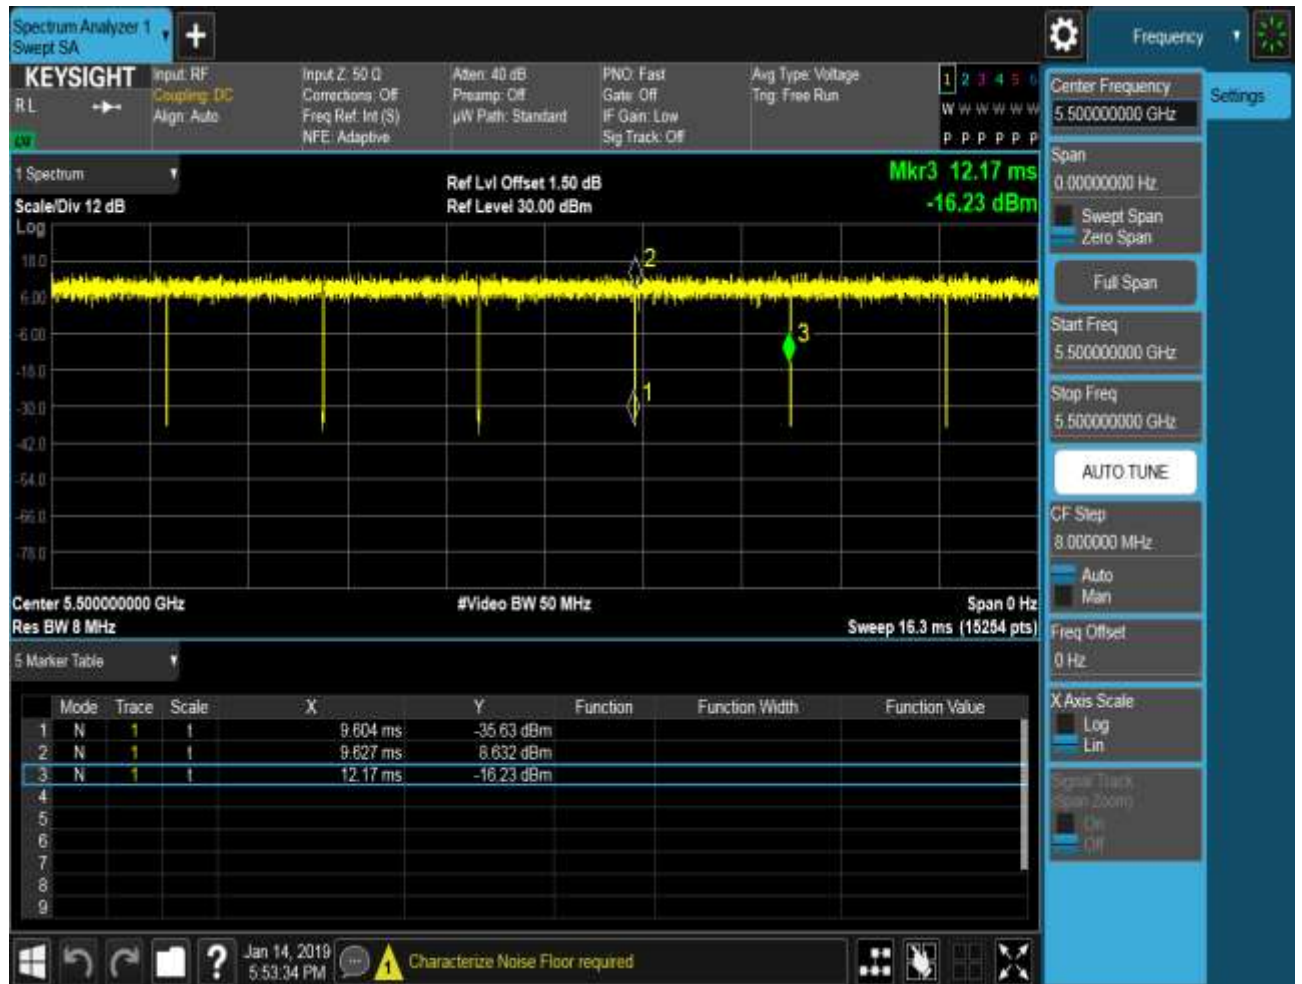 Spectrum Analyzer 1
Swept SA
Frequency
KEYSIGHT
RL
Input: RF
Coupling: DC
Align: Auto
Input Z: 50 Ω
Corrections: Off
Freq Ref: Int (S)
NFE: Adaptive
Atten: 40 dB
Preamp: Off
µW Path: Standard
PNO: Fast
Gate: Off
IF Gain: Low
Sig Track: Off
Avg Type: Voltage
Trig: Free Run
1 2 3 4 5 6
W W W W W W
P P P P P P
1 Spectrum
Scale/Div 12 dB
Log
Ref Lvl Offset 1.50 dB
Ref Level 30.00 dBm
Mkr3 12.17 ms
-16.23 dBm
18.0
6.00
-6.00
-18.0
-30.0
-42.0
-54.0
-66.0
-78.0
2
3
1
Center 5.500000000 GHz
#Video BW 50 MHz
Span 0 Hz
Res BW 8 MHz
Sweep 16.3 ms (15254 pts)
5 Marker Table
Mode Trace Scale X Y Function Function Width Function Value
1 N 1 t 9.604 ms -35.63 dBm
2 N 1 t 9.627 ms 8.632 dBm
3 N 1 t 12.17 ms -16.23 dBm
4
5
6
7
8
9
Jan 14, 2019
5:53:34 PM
?
1
Characterize Noise Floor required
Settings
Center Frequency
5.500000000 GHz
Span
0.00000000 Hz
Swept Span
Zero Span
Full Span
Start Freq
5.500000000 GHz
Stop Freq
5.500000000 GHz
AUTO TUNE
CF Step
8.000000 MHz
Auto
Man
Freq Offset
0 Hz
X Axis Scale
Log
Lin
Signal Track
(Span Zoom)
On
Off